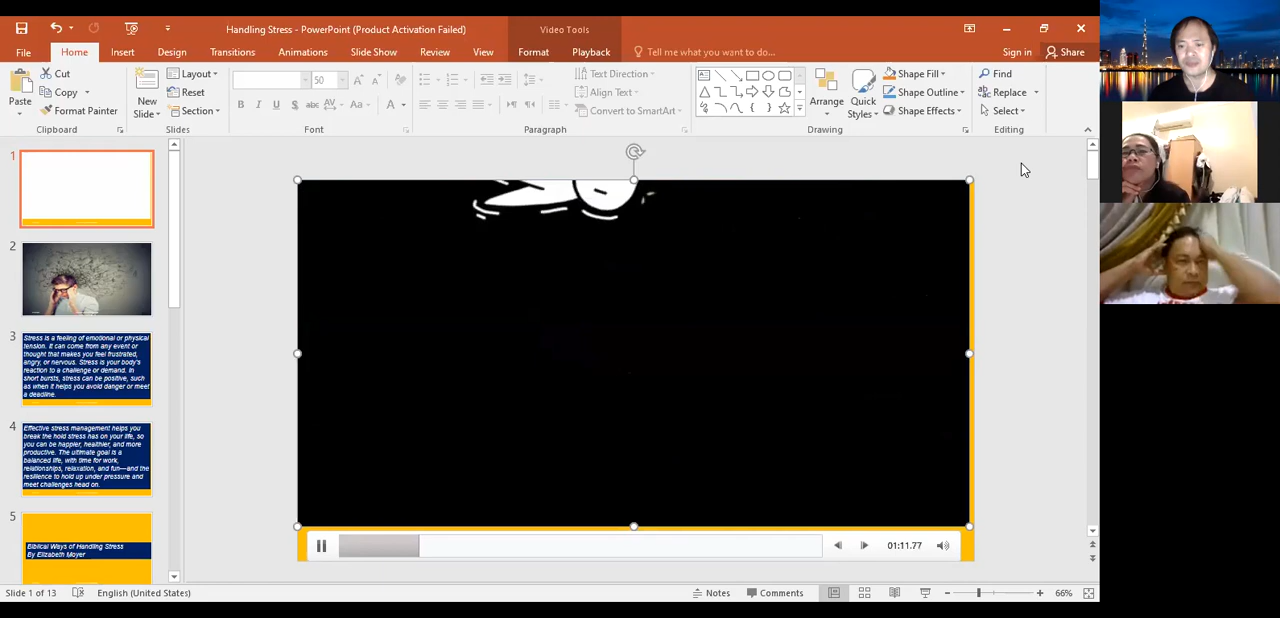 Handling Stress - PowerPoint (Product Activation Failed)
Video Tools
File
Home
Insert
Design
Transitions
Animations
Slide Show
Review
View
Format
Playback
Tell me what you want to do...
Sign in
Share
Paste
Cut
Copy
Format Painter
Clipboard
New
Slide
Layout
Reset
Section
Slides
50
B I U S abc AV Aa A
Font
Text Direction
Align Text
Convert to SmartArt
Paragraph
Arrange
Quick
Styles
Shape Fill
Shape Outline
Shape Effects
Drawing
Find
Replace
Select
Editing
1
2
3
Stress is a feeling of emotional or physical
tension. It can come from any event or
thought that makes you feel frustrated,
angry, or nervous. Stress is your body's
reaction to a challenge or demand. In
short bursts, stress can be positive, such
as when it helps you avoid danger or meet
a deadline.
4
Effective stress management helps you
break the hold stress has on your life, so
you can be happier, healthier, and more
productive. The ultimate goal is a
balanced life, with time for work,
relationships, relaxation, and fun—and the
resilience to hold up under pressure and
meet challenges head on.
5
Biblical Ways of Handling Stress
By Elizabeth Moyer
01:11.77
Slide 1 of 13
English (United States)
Notes
Comments
66%